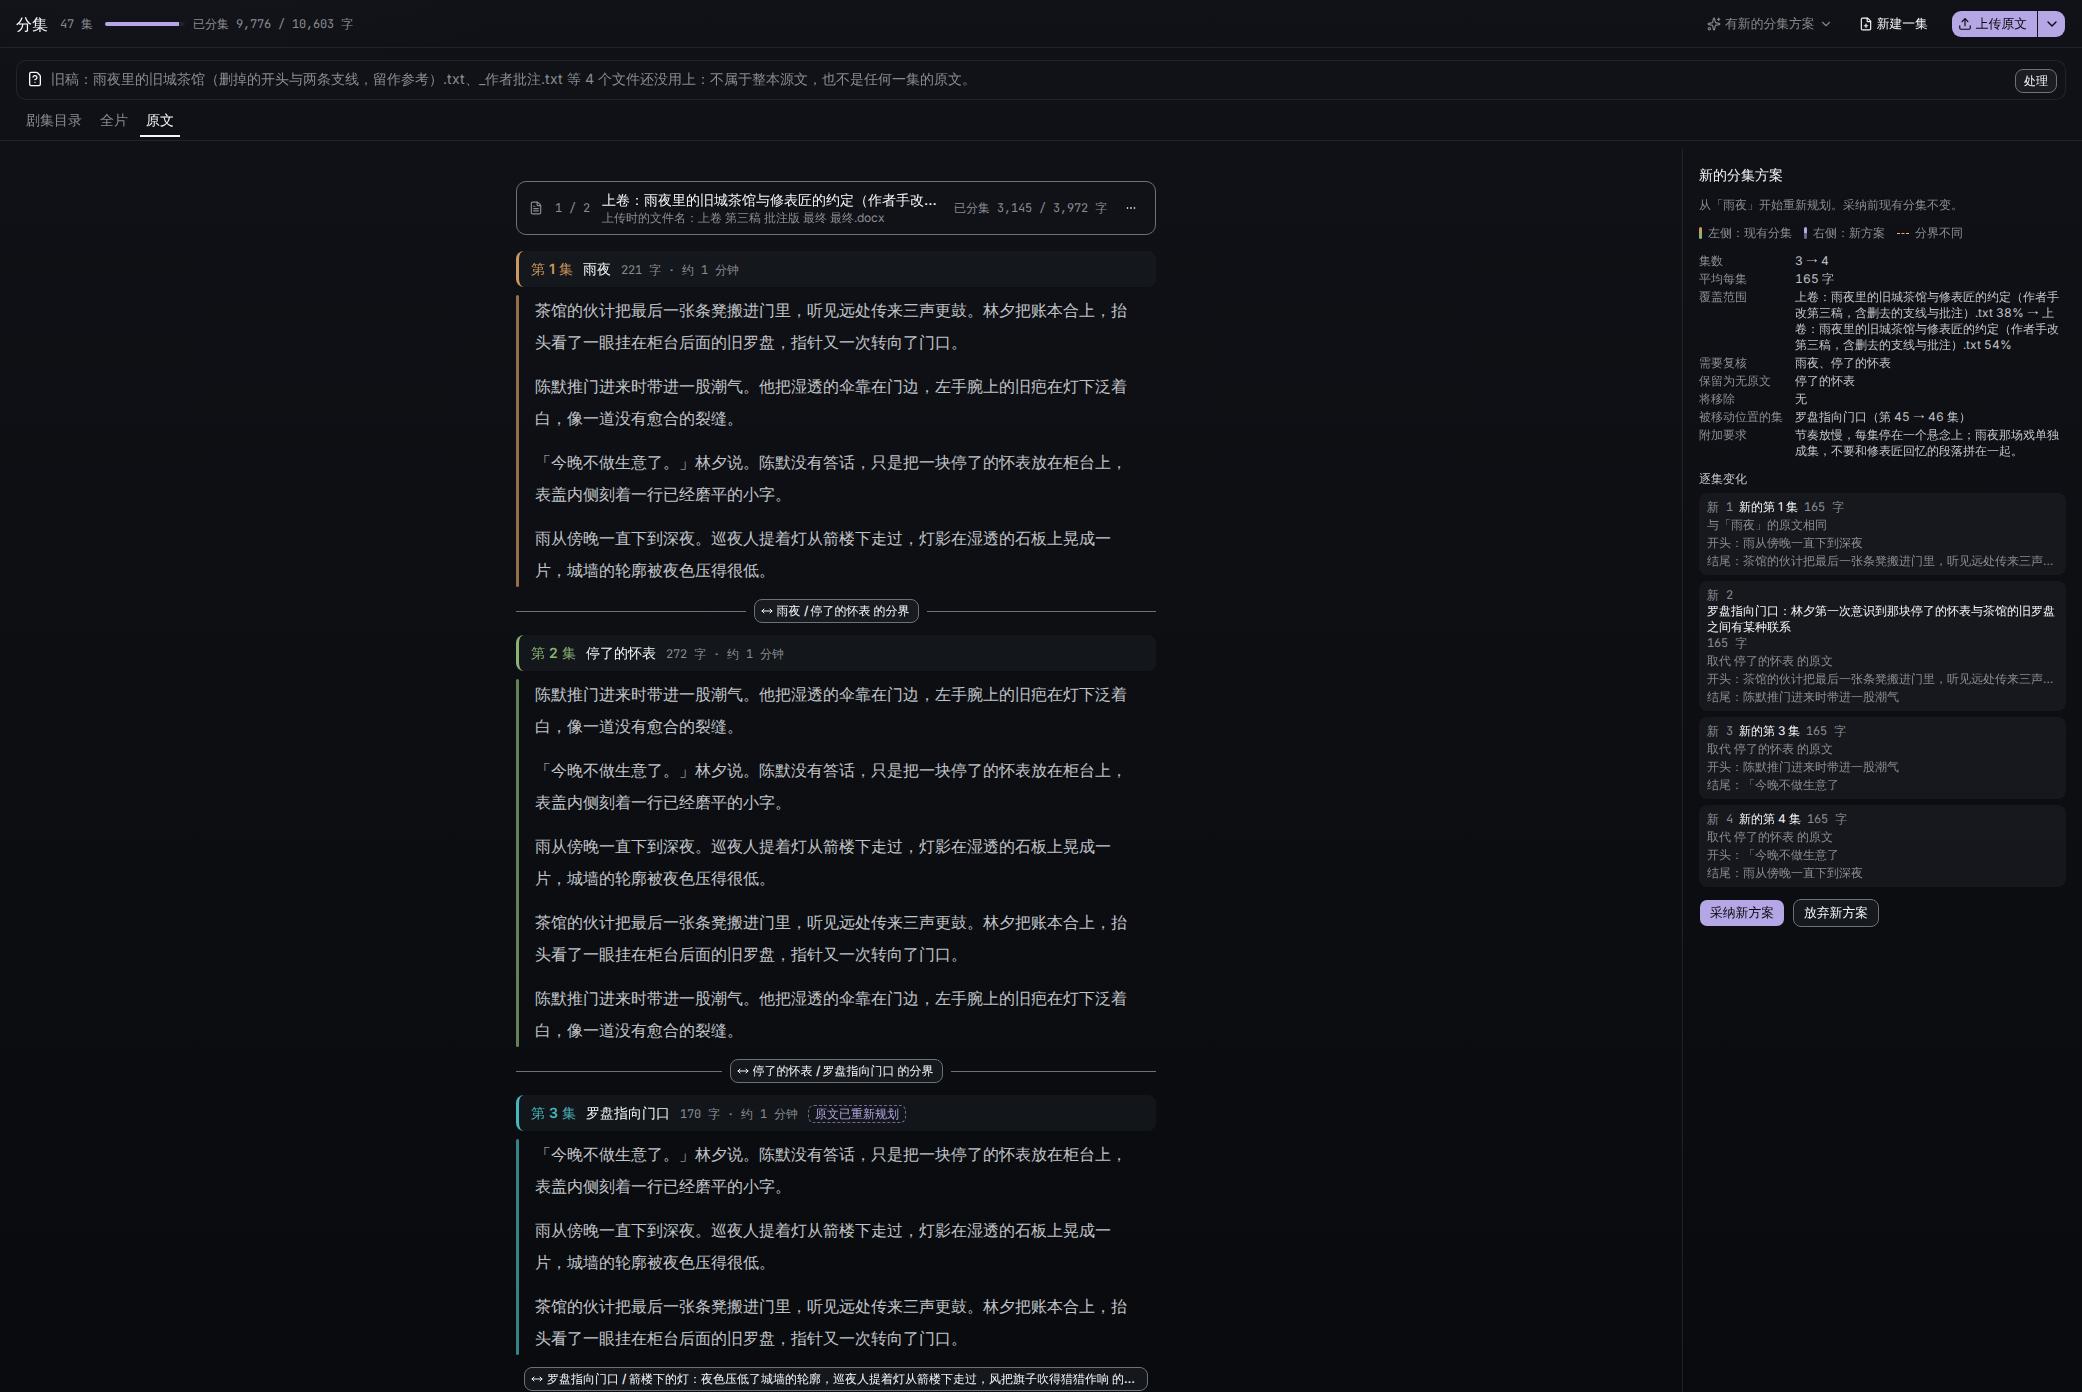 分集 47 集 已分集 9,776 / 10,603 字 有新的分集方案 新建一集 上传原文
旧稿：雨夜里的旧城茶馆（删掉的开头与两条支线，留作参考）.txt、_作者批注.txt 等 4 个文件还没用上：不属于整本源文，也不是任何一集的原文。 处理
剧集目录 全片 原文
1 / 2 上卷：雨夜里的旧城茶馆与修表匠的约定（作者手改... 已分集 3,145 / 3,972 字 ...
上传时的文件名：上卷 第三稿 批注版 最终 最终.docx
第 1 集 雨夜 221 字 · 约 1 分钟
茶馆的伙计把最后一张条凳搬进门里，听见远处传来三声更鼓。林夕把账本合上，抬
头看了一眼挂在柜台后面的旧罗盘，指针又一次转向了门口。
陈默推门进来时带进一股潮气。他把湿透的伞靠在门边，左手腕上的旧疤在灯下泛着
白，像一道没有愈合的裂缝。
「今晚不做生意了。」林夕说。陈默没有答话，只是把一块停了的怀表放在柜台上，
表盖内侧刻着一行已经磨平的小字。
雨从傍晚一直下到深夜。巡夜人提着灯从箭楼下走过，灯影在湿透的石板上晃成一
片，城墙的轮廓被夜色压得很低。
雨夜 / 停了的怀表 的分界
第 2 集 停了的怀表 272 字 · 约 1 分钟
陈默推门进来时带进一股潮气。他把湿透的伞靠在门边，左手腕上的旧疤在灯下泛着
白，像一道没有愈合的裂缝。
「今晚不做生意了。」林夕说。陈默没有答话，只是把一块停了的怀表放在柜台上，
表盖内侧刻着一行已经磨平的小字。
雨从傍晚一直下到深夜。巡夜人提着灯从箭楼下走过，灯影在湿透的石板上晃成一
片，城墙的轮廓被夜色压得很低。
茶馆的伙计把最后一张条凳搬进门里，听见远处传来三声更鼓。林夕把账本合上，抬
头看了一眼挂在柜台后面的旧罗盘，指针又一次转向了门口。
陈默推门进来时带进一股潮气。他把湿透的伞靠在门边，左手腕上的旧疤在灯下泛着
白，像一道没有愈合的裂缝。
停了的怀表 / 罗盘指向门口 的分界
第 3 集 罗盘指向门口 170 字 · 约 1 分钟 原文已重新规划
「今晚不做生意了。」林夕说。陈默没有答话，只是把一块停了的怀表放在柜台上，
表盖内侧刻着一行已经磨平的小字。
雨从傍晚一直下到深夜。巡夜人提着灯从箭楼下走过，灯影在湿透的石板上晃成一
片，城墙的轮廓被夜色压得很低。
茶馆的伙计把最后一张条凳搬进门里，听见远处传来三声更鼓。林夕把账本合上，抬
头看了一眼挂在柜台后面的旧罗盘，指针又一次转向了门口。
罗盘指向门口 / 箭楼下的灯：夜色压低了城墙的轮廓，巡夜人提着灯从箭楼下走过，风把旗子吹得猎猎作响 的...
新的分集方案
从「雨夜」开始重新规划。采纳前现有分集不变。
左侧：现有分集 右侧：新方案 分界不同
集数 3 → 4
平均每集 165 字
覆盖范围 上卷：雨夜里的旧城茶馆与修表匠的约定（作者手
改第三稿，含删去的支线与批注）.txt 38% → 上
卷：雨夜里的旧城茶馆与修表匠的约定（作者手改
第三稿，含删去的支线与批注）.txt 54%
需要复核 雨夜、停了的怀表
保留为无原文 停了的怀表
将移除 无
被移动位置的集 罗盘指向门口（第 45 → 46 集）
附加要求 节奏放慢，每集停在一个悬念上；雨夜那场戏单独
成集，不要和修表匠回忆的段落拼在一起。
逐集变化
新 1 新的第 1 集 165 字
与「雨夜」的原文相同
开头：雨从傍晚一直下到深夜
结尾：茶馆的伙计把最后一张条凳搬进门里，听见远处传来三声...
新 2
罗盘指向门口：林夕第一次意识到那块停了的怀表与茶馆的旧罗盘
之间有某种联系
165 字
取代 停了的怀表 的原文
开头：茶馆的伙计把最后一张条凳搬进门里，听见远处传来三声...
结尾：陈默推门进来时带进一股潮气
新 3 新的第 3 集 165 字
取代 停了的怀表 的原文
开头：陈默推门进来时带进一股潮气
结尾：「今晚不做生意了
新 4 新的第 4 集 165 字
取代 停了的怀表 的原文
开头：「今晚不做生意了
结尾：雨从傍晚一直下到深夜
采纳新方案 放弃新方案